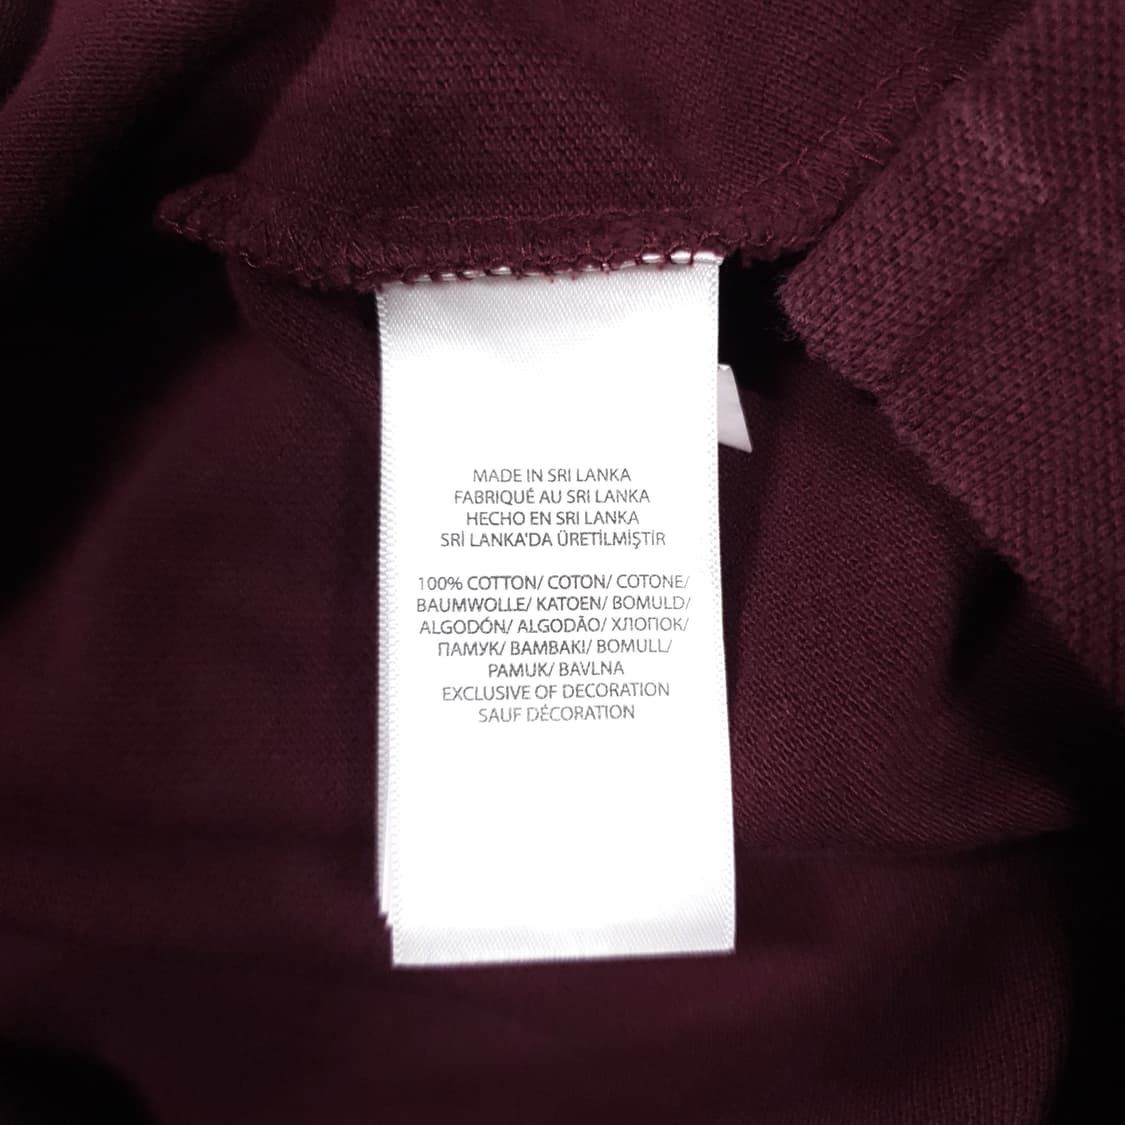 MADE IN SRI LANKA
FABRIQUÉ AU SRI LANKA
HECHO EN SRI LANKA
SRİ LANKA'DA ÜRETİLMİŞTİR
100% COTTON/ COTON/ COTONE/
BAUMWOLLE/ KATOEN/ BOMULD/
ALGODÓN/ ALGODÃO/ ХЛОПОК/
ПАМУК/ BAMBAKI/ BOMULL/
PAMUK/ BAVLNA
EXCLUSIVE OF DECORATION
SAUF DÉCORATION